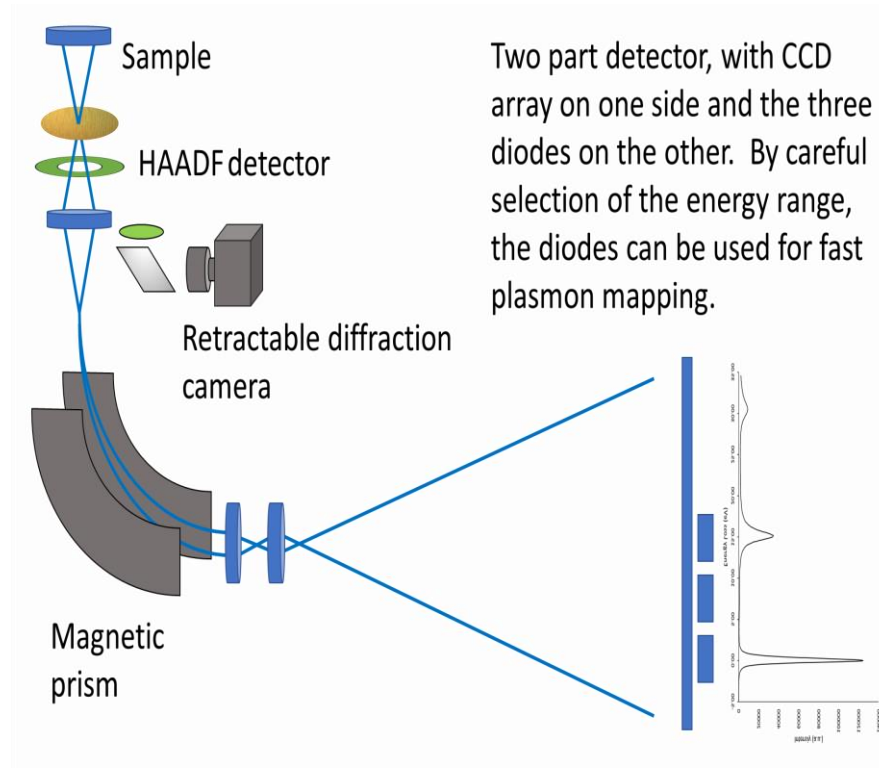 Sample
HAADF detector
Retractable diffraction
camera
Magnetic
prism
Two part detector, with CCD
array on one side and the three
diodes on the other. By careful
selection of the energy range,
the diodes can be used for fast
plasmon mapping.